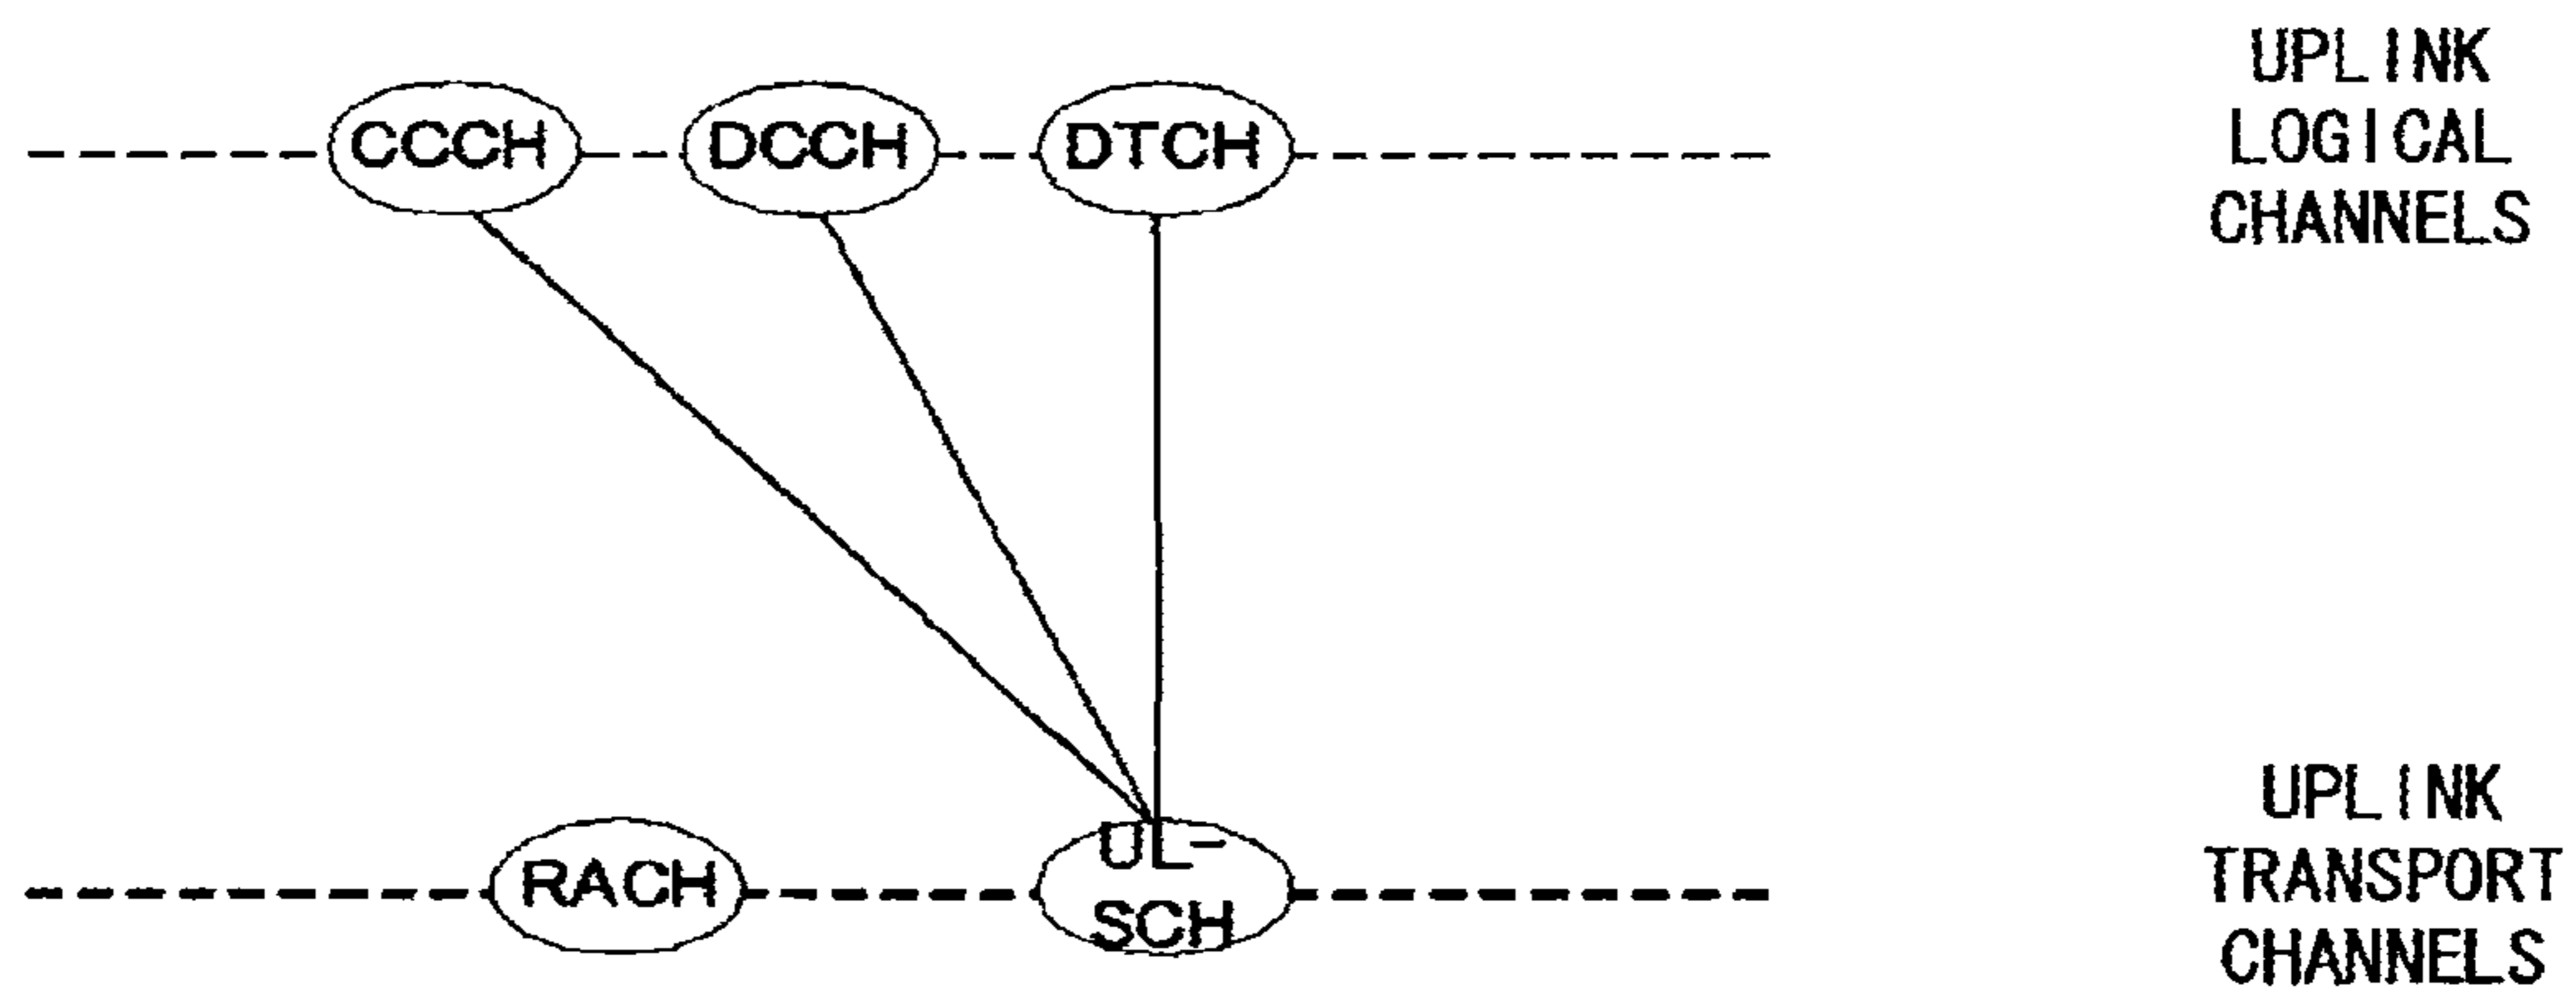 CCCH DCCH DTCH
UPLINK
LOGICAL
CHANNELS
RACH
UL-
SCH
UPLINK
TRANSPORT
CHANNELS